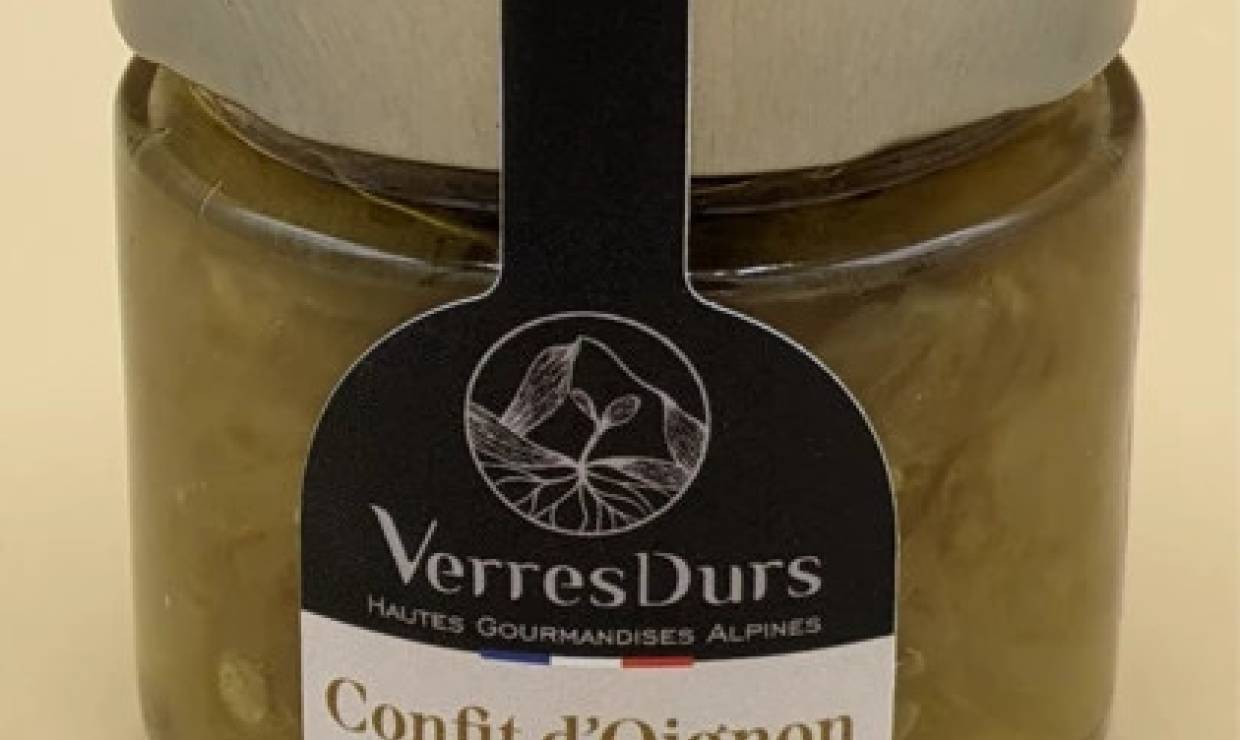 VerresDurs
HAUTES GOURMANDISES ALPINES
Confit d'Oignon